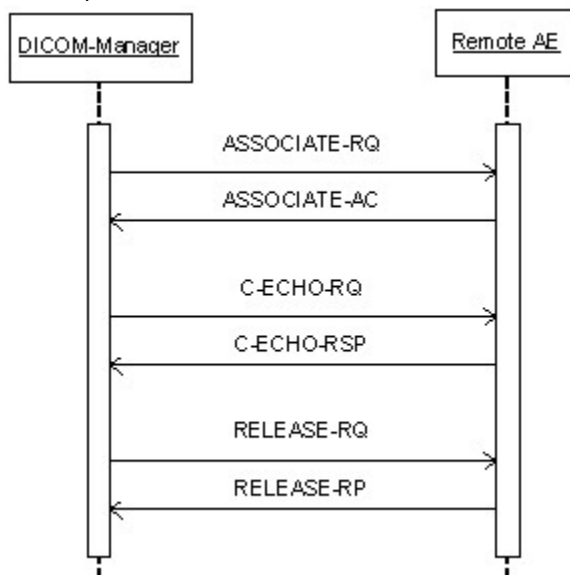 DICOM-Manager
Remote AE
ASSOCIATE-RQ
ASSOCIATE-AC
C-ECHO-RQ
C-ECHO-RSP
RELEASE-RQ
RELEASE-RP